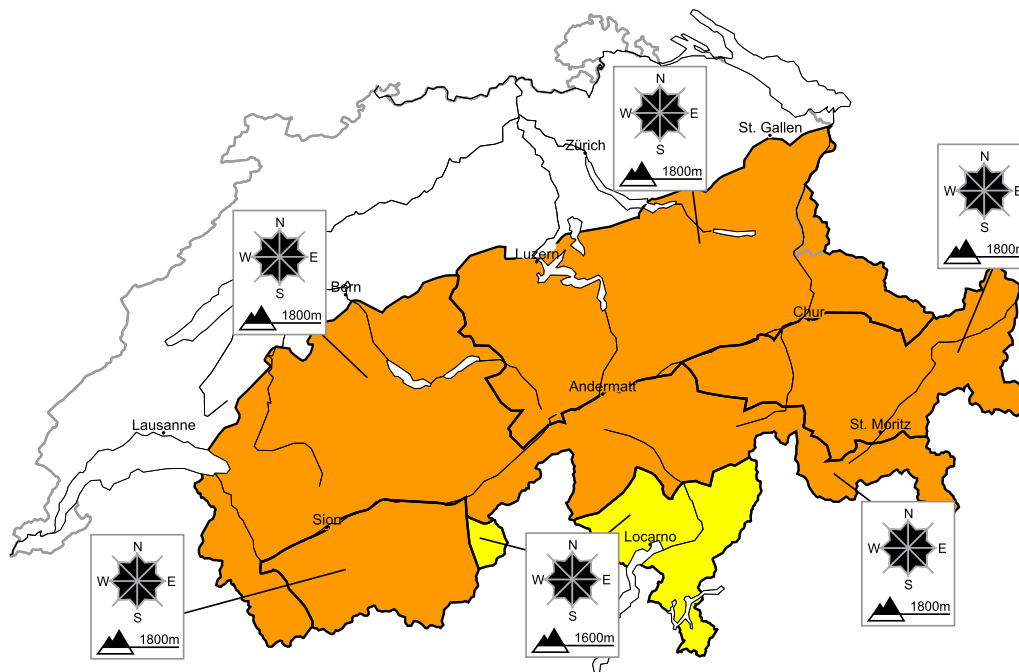 N
W E
S
1800m
St. Gallen
Zürich
N
W E
S
1800m
N
W E
S
1800m
Luzern
Bern
Chur
Andermatt
Lausanne
St. Moritz
Sion
Locarno
N
W E
S
1800m
N
W E
S
1600m
N
W E
S
1800m